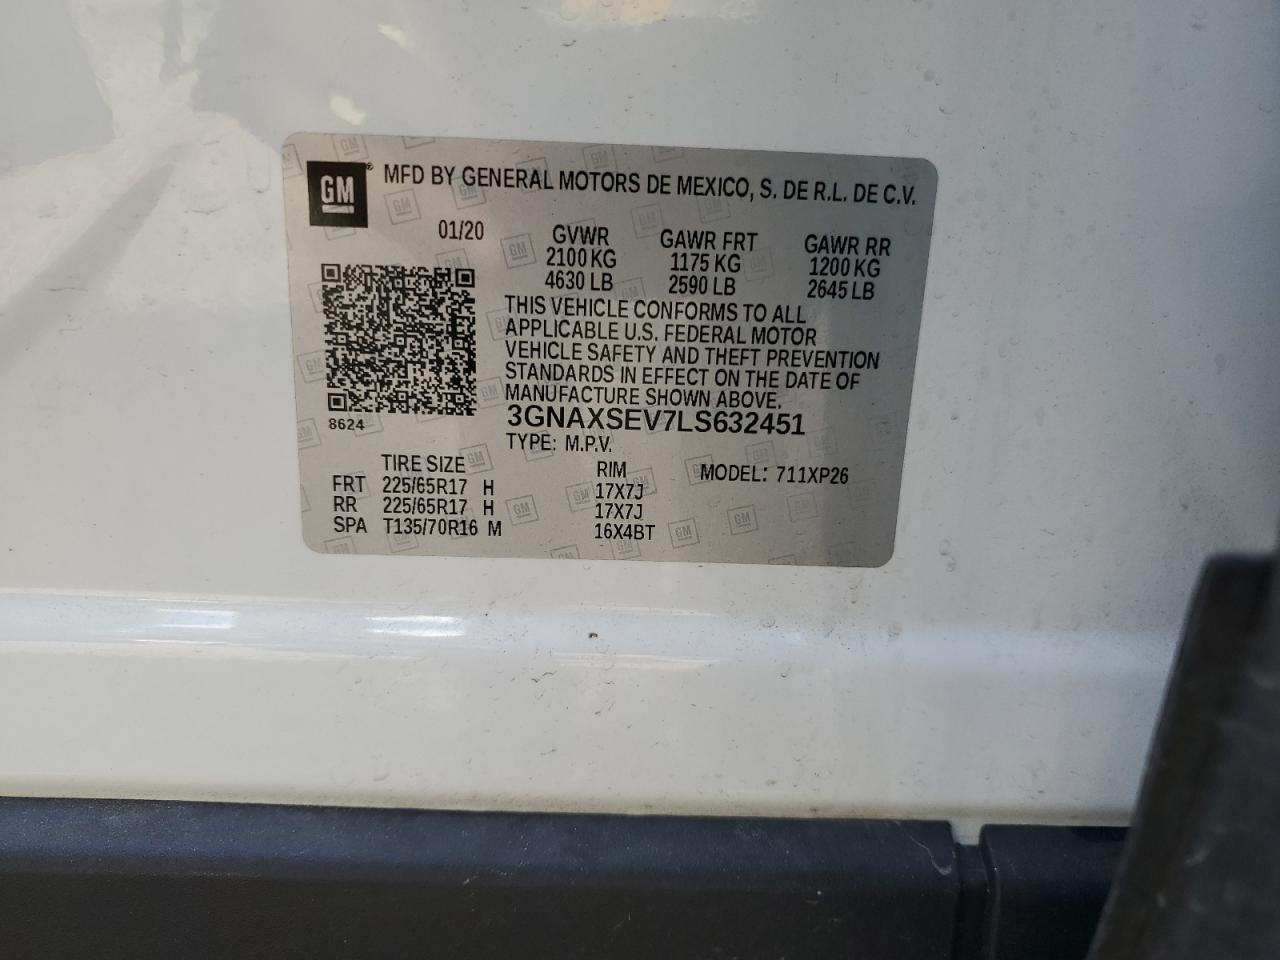 GM ® MFD BY GENERAL MOTORS DE MEXICO, S. DE R.L. DE C.V.
01/20 GVWR GAWR FRT GAWR RR
2100 KG 1175 KG 1200 KG
4630 LB 2590 LB 2645 LB
THIS VEHICLE CONFORMS TO ALL
APPLICABLE U.S. FEDERAL MOTOR
VEHICLE SAFETY AND THEFT PREVENTION
STANDARDS IN EFFECT ON THE DATE OF
MANUFACTURE SHOWN ABOVE.
8624 3GNAXSEV7LS632451
TYPE: M.P.V.
TIRE SIZE RIM MODEL: 711XP26
FRT 225/65R17 H 17X7J
RR 225/65R17 H 17X7J
SPA T135/70R16 M 16X4BT